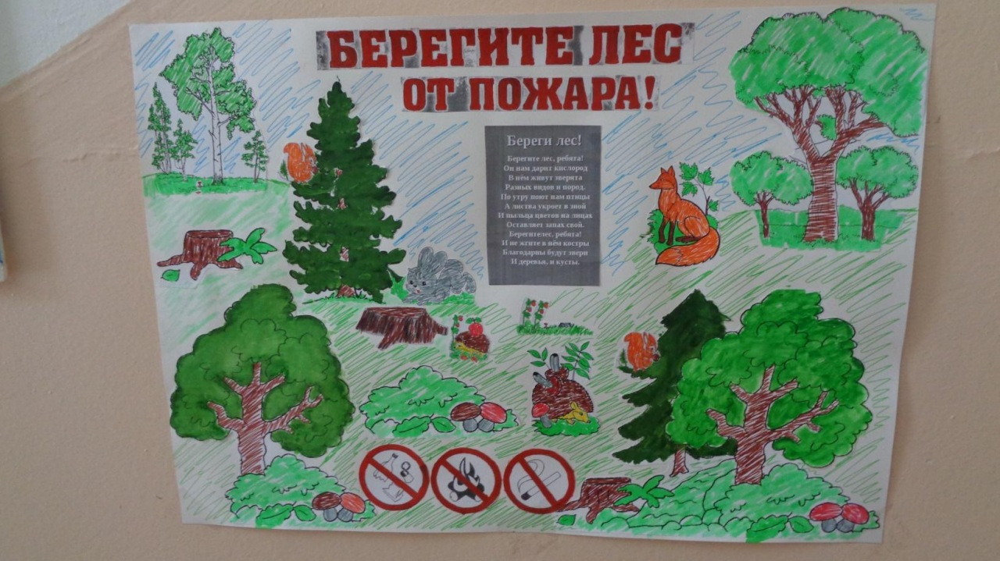 БЕРЕГИТЕ ЛЕС
ОТ ПОЖАРА!
Береги лес!
Берегите лес, ребята!
Он нам дарит кислород
В нём живут зверята
Разных видов и пород.
По утру поют нам птицы
А листва укроет в зной
И пыльца цветов на лицах
Оставляет запах свой.
Берегителес, ребята!
И не жгите в нём костры
Благодарны будут звери
И деревья, и кусты.